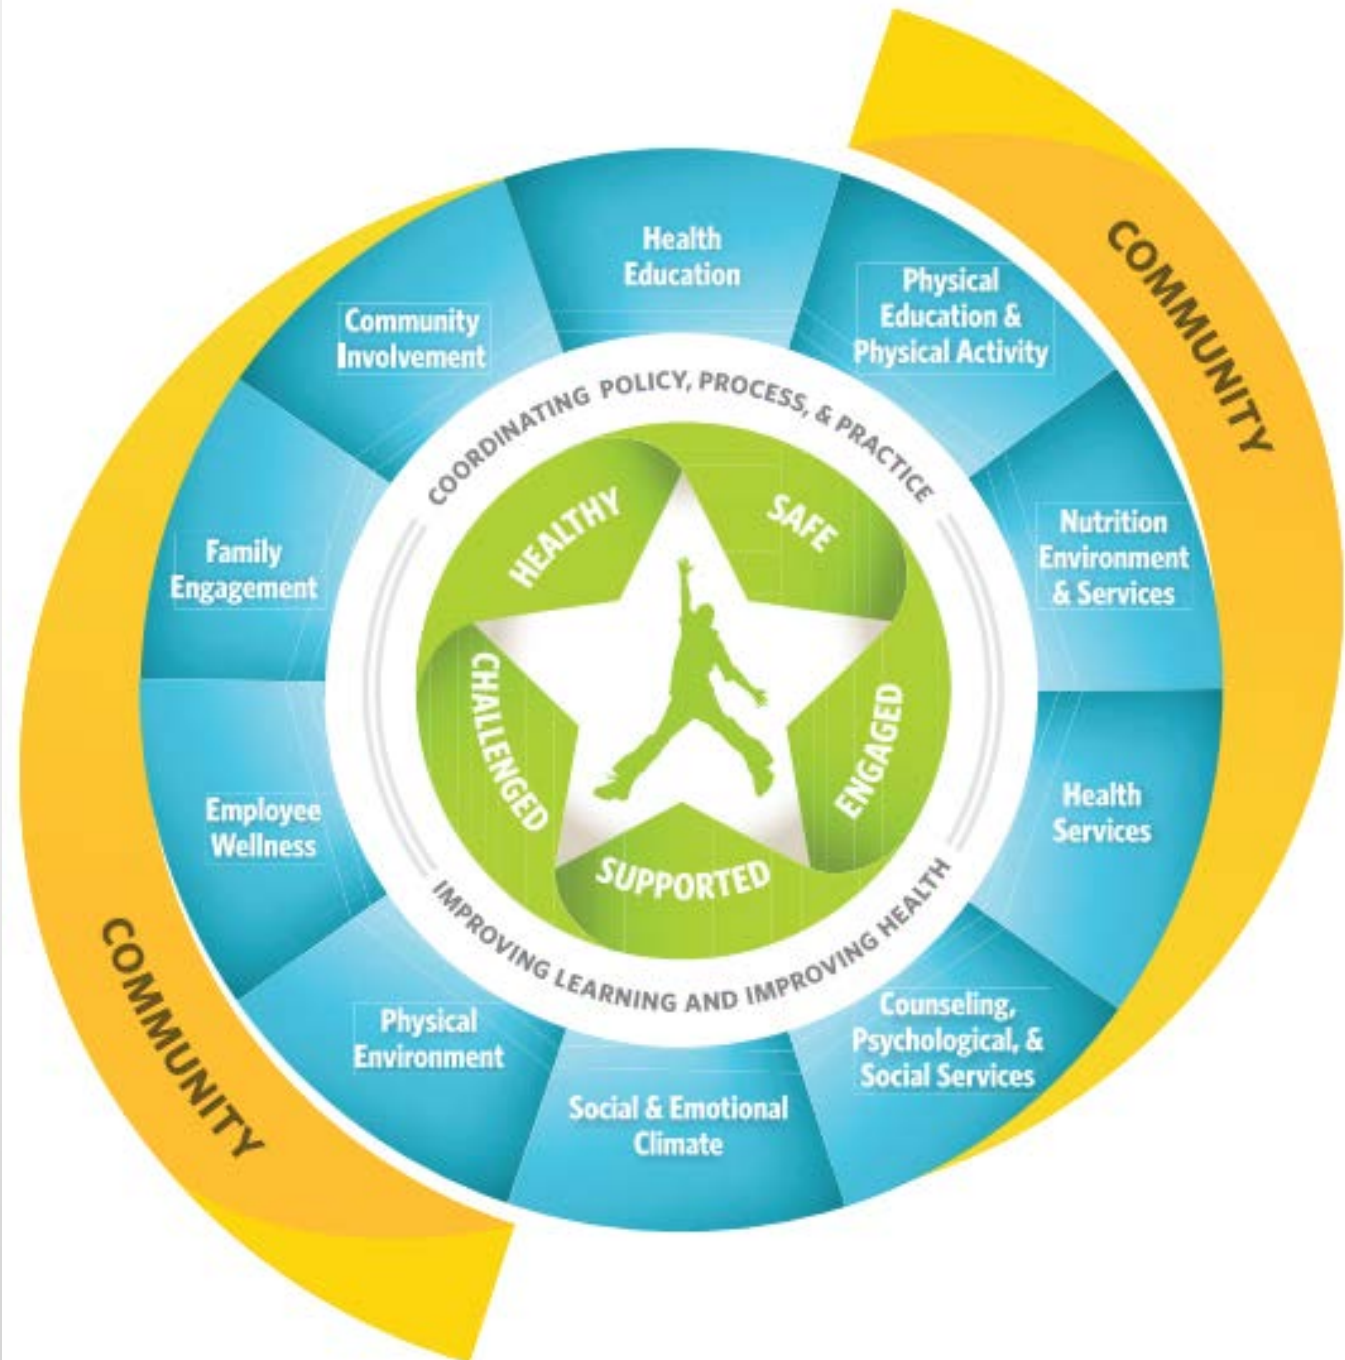 COMMUNITY
Health
Education
Physical
Education &
Physical Activity
Nutrition
Environment
& Services
Health
Services
Counseling,
Psychological, &
Social Services
Social & Emotional
Climate
Physical
Environment
Employee
Wellness
Family
Engagement
Community
Involvement
COORDINATING POLICY, PROCESS, & PRACTICE
IMPROVING LEARNING AND IMPROVING HEALTH
HEALTHY
SAFE
ENGAGED
SUPPORTED
CHALLENGED
COMMUNITY